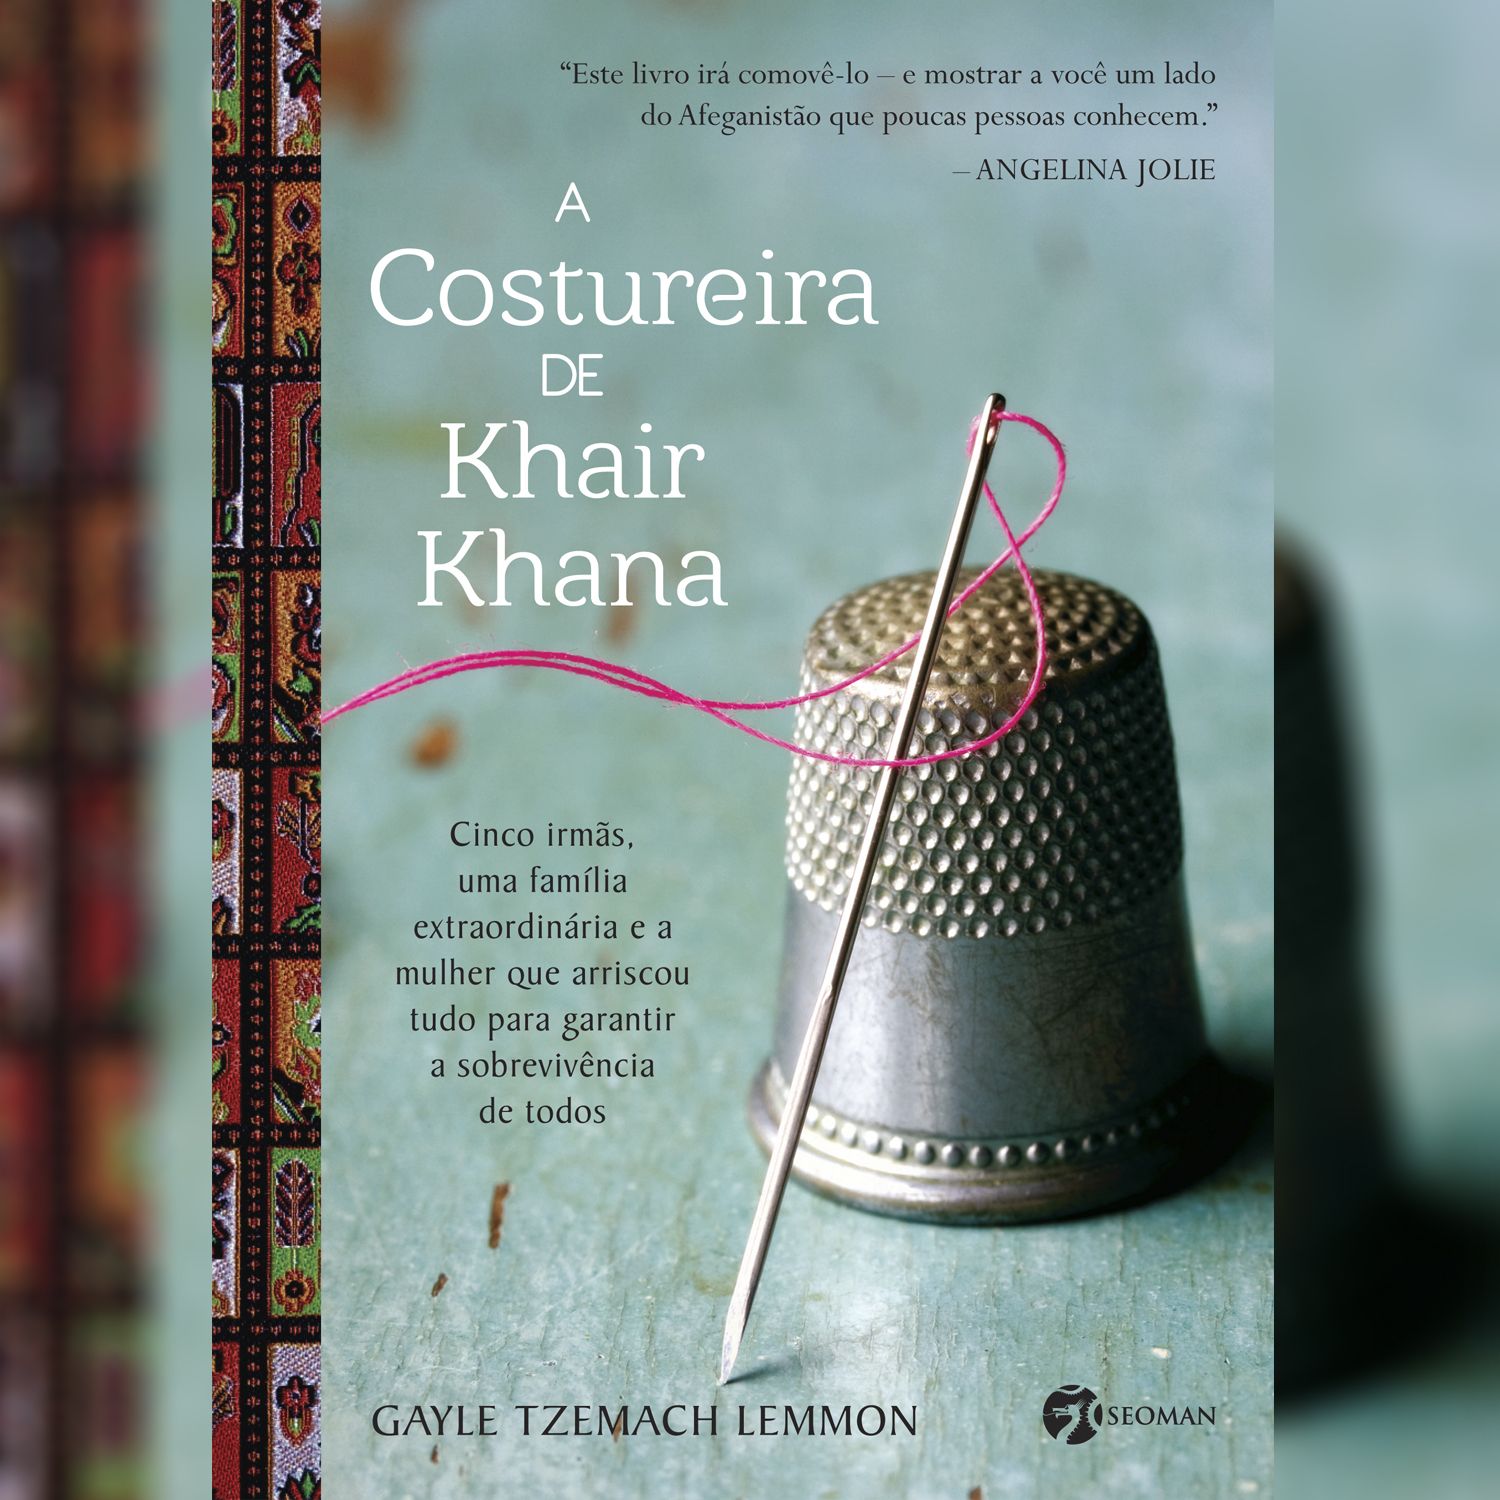 “Este livro irá comovê-lo – e mostrar a você um lado
do Afeganistão que poucas pessoas conhecem.”
– ANGELINA JOLIE
A
Costureira
DE
Khair
Khana
Cinco irmãs,
uma família
extraordinária e a
mulher que arriscou
tudo para garantir
a sobrevivência
de todos
GAYLE TZEMACH LEMMON
SEOMAN